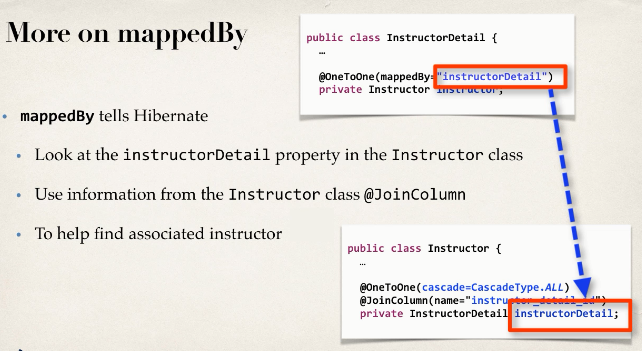 More on mappedBy
public class InstructorDetail {
…
@OneToOne(mappedBy="instructorDetail")
private Instructor instructor;
• mappedBy tells Hibernate
• Look at the instructorDetail property in the Instructor class
• Use information from the Instructor class @JoinColumn
• To help find associated instructor
public class Instructor {
…
@OneToOne(cascade=CascadeType.ALL)
@JoinColumn(name="instructor_detail_id")
private InstructorDetail instructorDetail;